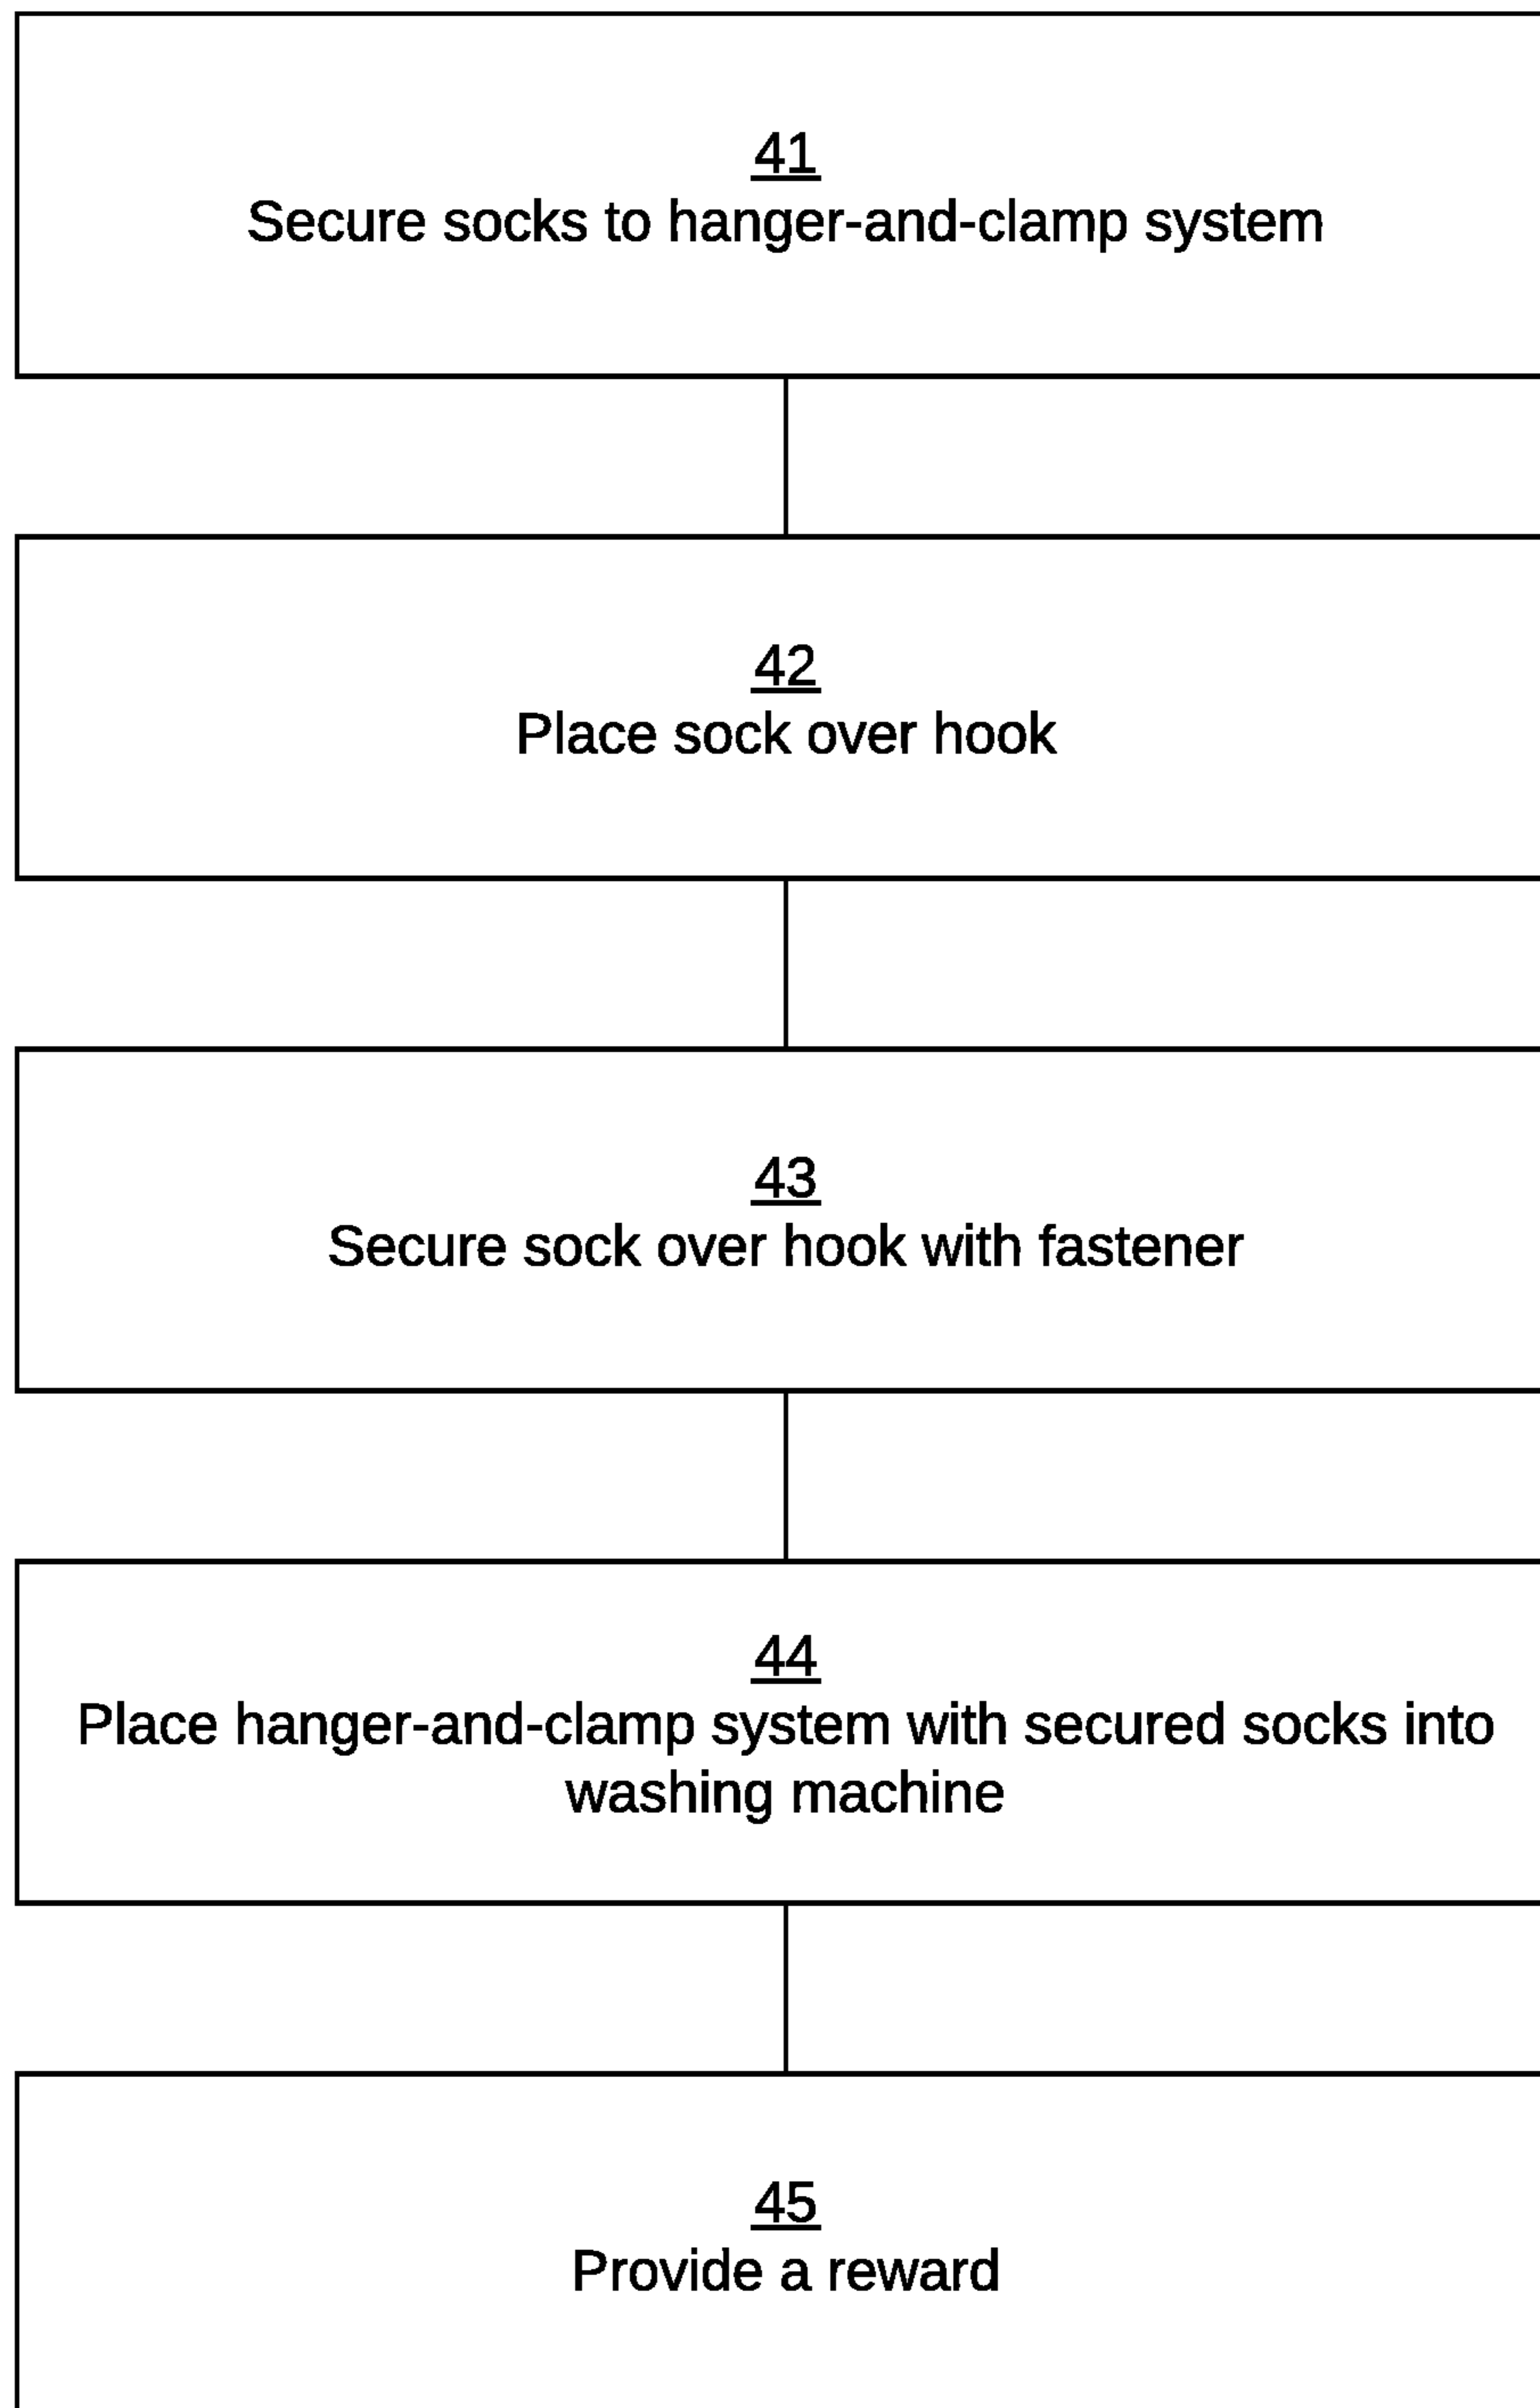 41
Secure socks to hanger-and-clamp system
42
Place sock over hook
43
Secure sock over hook with fastener
44
Place hanger-and-clamp system with secured socks into
washing machine
45
Provide a reward